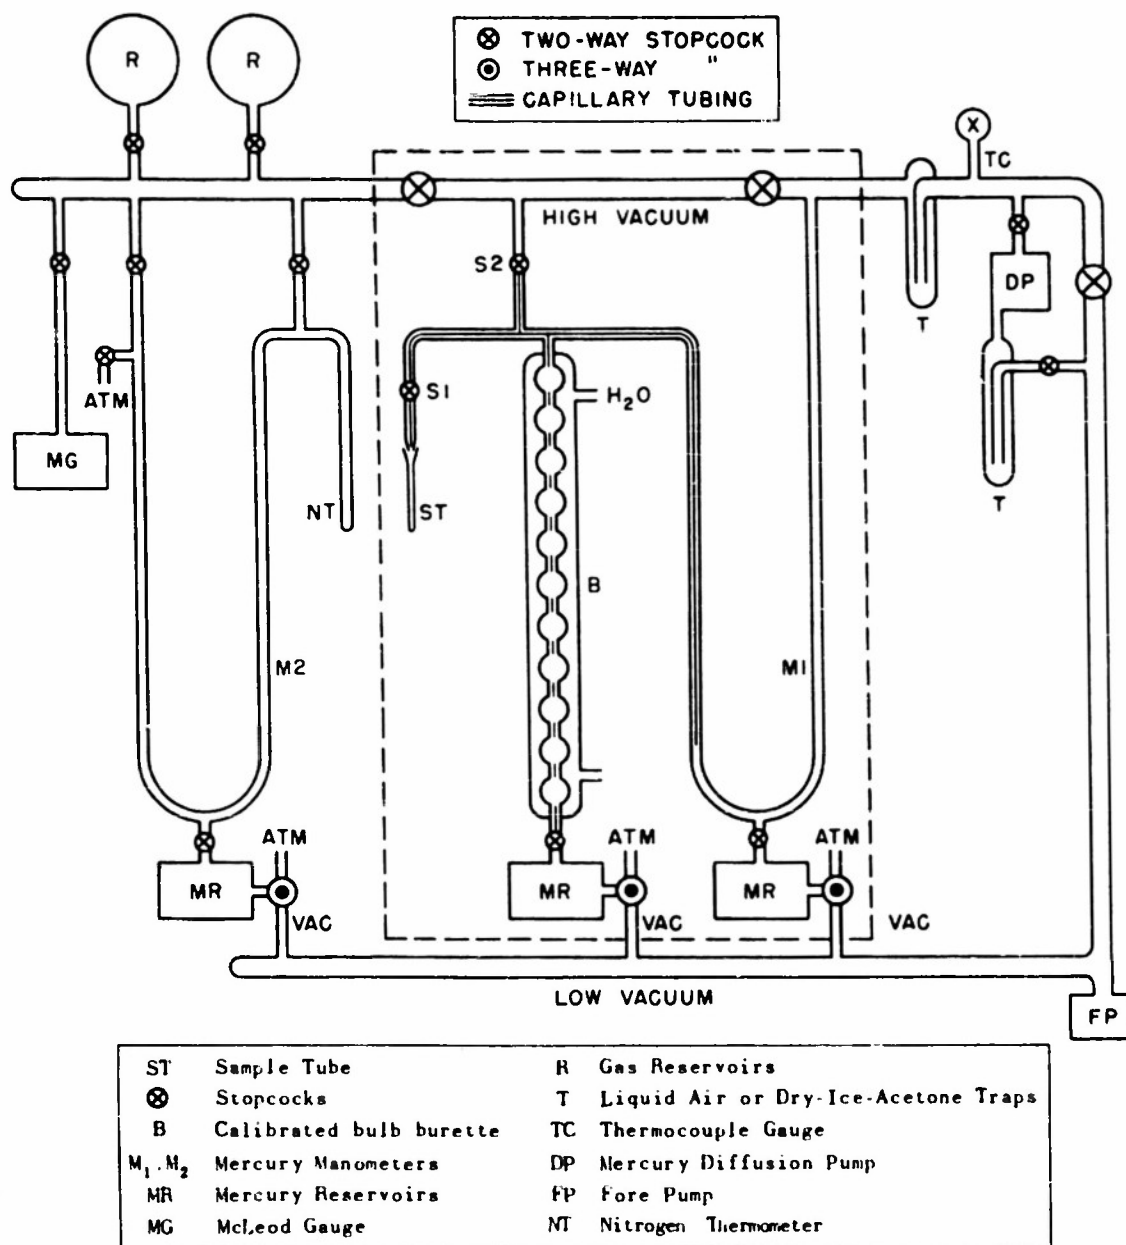 TWO-WAY STOPCOCK
THREE-WAY "
CAPILLARY TUBING
R
R
X
TC
HIGH VACUUM
S2
DP
T
ATM
S1
H₂O
MG
NT
ST
T
B
M2
M1
ATM
ATM
ATM
MR
MR
MR
VAC
VAC
VAC
LOW VACUUM
FP
ST Sample Tube R Gas Reservoirs
Stopcocks T Liquid Air or Dry-Ice-Acetone Traps
B Calibrated bulb burette TC Thermocouple Gauge
M₁.M₂ Mercury Manometers DP Mercury Diffusion Pump
MR Mercury Reservoirs FP Fore Pump
MG McLeod Gauge NT Nitrogen Thermometer